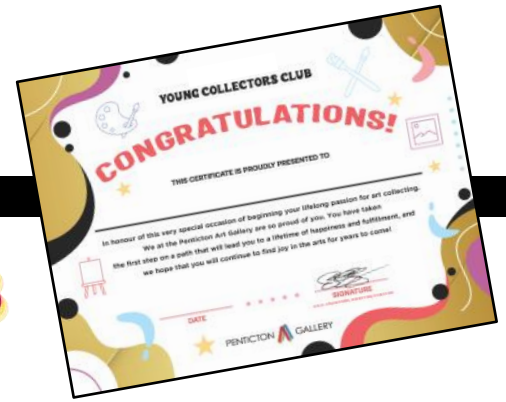 YOUNG COLLECTORS CLUB
CONGRATULATIONS!
THIS CERTIFICATE IS PROUDLY PRESENTED TO
In honour of this very special occasion of beginning your lifelong passion for art collecting.
We at the Penticton Art Gallery are so proud of you. You have taken
the first step on a path that will lead you to a lifetime of happiness and fulfillment, and
we hope that you will continue to find joy in the arts for years to come!
DATE
SIGNATURE
PENTICTON GALLERY